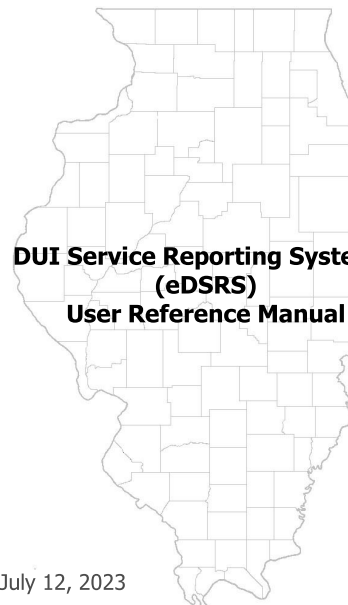 DUI Service Reporting Syste
(eDSRS)
User Reference Manual
July 12, 2023